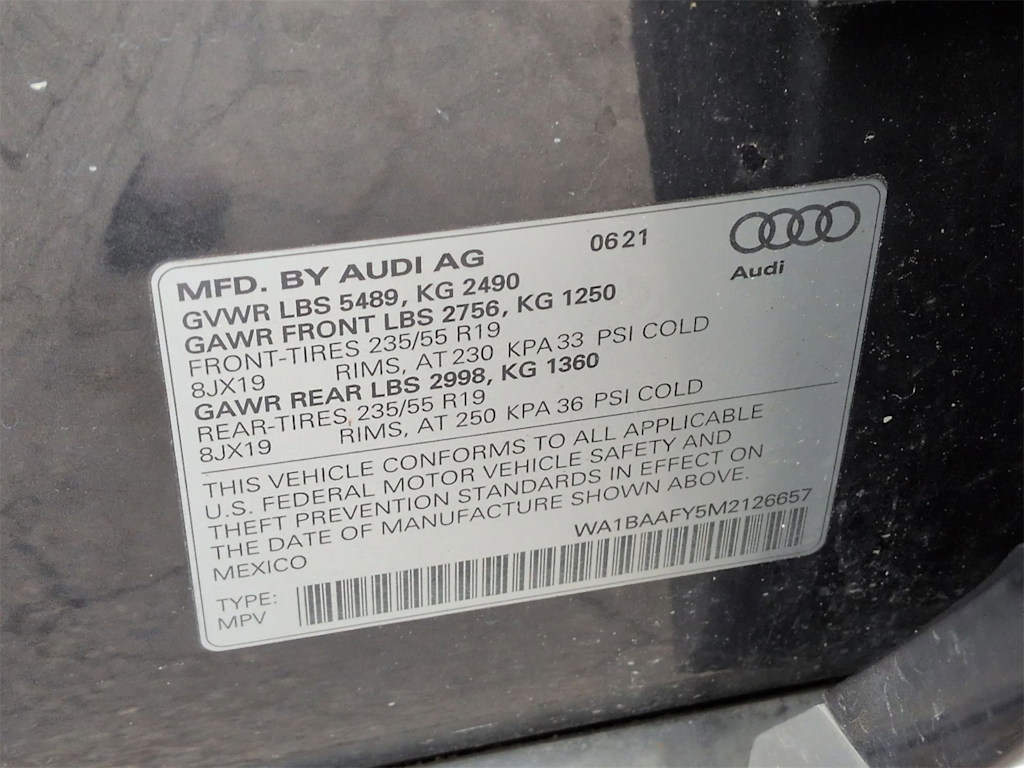 MFD. BY AUDI AG 0621
Audi
GVWR LBS 5489, KG 2490
GAWR FRONT LBS 2756, KG 1250
FRONT-TIRES 235/55 R19
8JX19 RIMS, AT 230 KPA 33 PSI COLD
GAWR REAR LBS 2998, KG 1360
REAR-TIRES 235/55 R19
8JX19 RIMS, AT 250 KPA 36 PSI COLD
THIS VEHICLE CONFORMS TO ALL APPLICABLE
U.S. FEDERAL MOTOR VEHICLE SAFETY AND
THEFT PREVENTION STANDARDS IN EFFECT ON
THE DATE OF MANUFACTURE SHOWN ABOVE.
MEXICO WA1BAAFY5M2126657
TYPE:
MPV